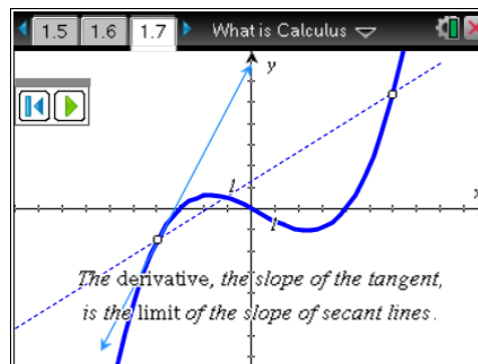 1.5 1.6 1.7 What is Calculus
y
x
1
1
The derivative, the slope of the tangent,
is the limit of the slope of secant lines.